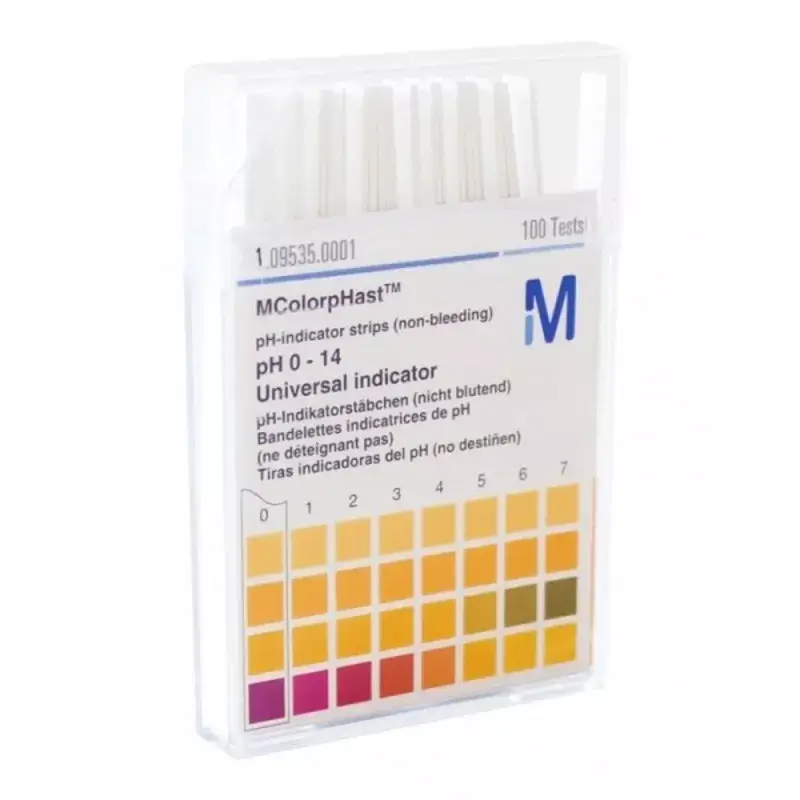 1.09535.0001
100 Tests
MColorpHast™
M
pH-indicator strips (non-bleeding)
pH 0 - 14
Universal indicator
pH-Indikatorstäbchen (nicht blutend)
Bandelettes indicatrices de pH
(ne déteignant pas)
Tiras indicadoras del pH (no destiñen)
0 1 2 3 4 5 6 7